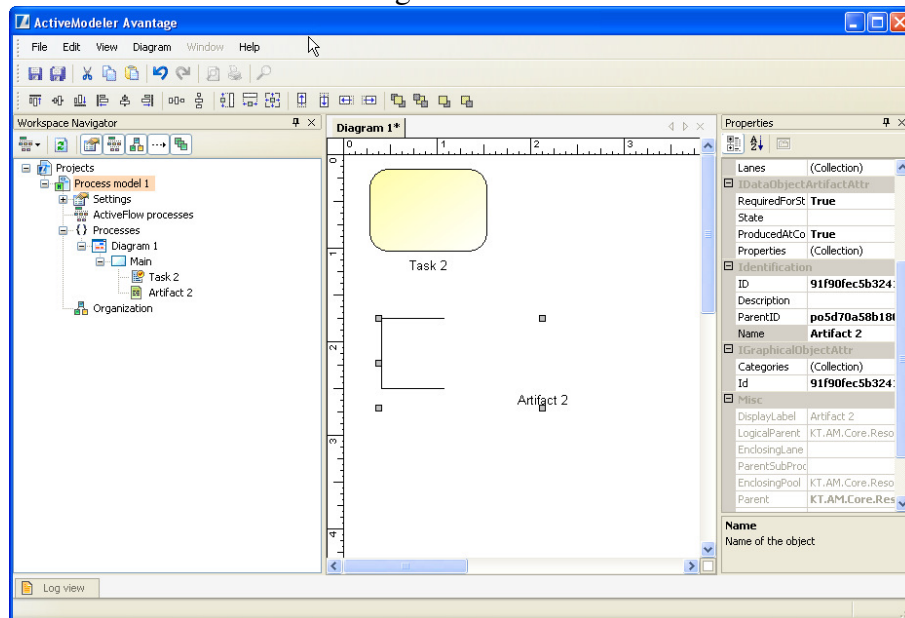 ActiveModeler Avantage
File Edit View Diagram Window Help
Workspace Navigator
Projects
Process model 1
Settings
ActiveFlow processes
{} Processes
Diagram 1
Main
Task 2
Artifact 2
Organization
Diagram 1*
0 1 2 3
0
1
2
3
4
Task 2
Artifact 2
Properties
Lanes (Collection)
IDataObjectArtifactAttr
RequiredForSt True
State
ProducedAtCo True
Properties (Collection)
Identification
ID 91f90fec5b324
Description
ParentID po5d70a58b18
Name Artifact 2
IGraphicalObjectAttr
Categories (Collection)
Id 91f90fec5b324
Misc
DisplayLabel Artifact 2
LogicalParent KT.AM.Core.Reso
EnclosingLane
ParentSubProc
EnclosingPool KT.AM.Core.Reso
Parent KT.AM.Core.Res
Name
Name of the object
Log view